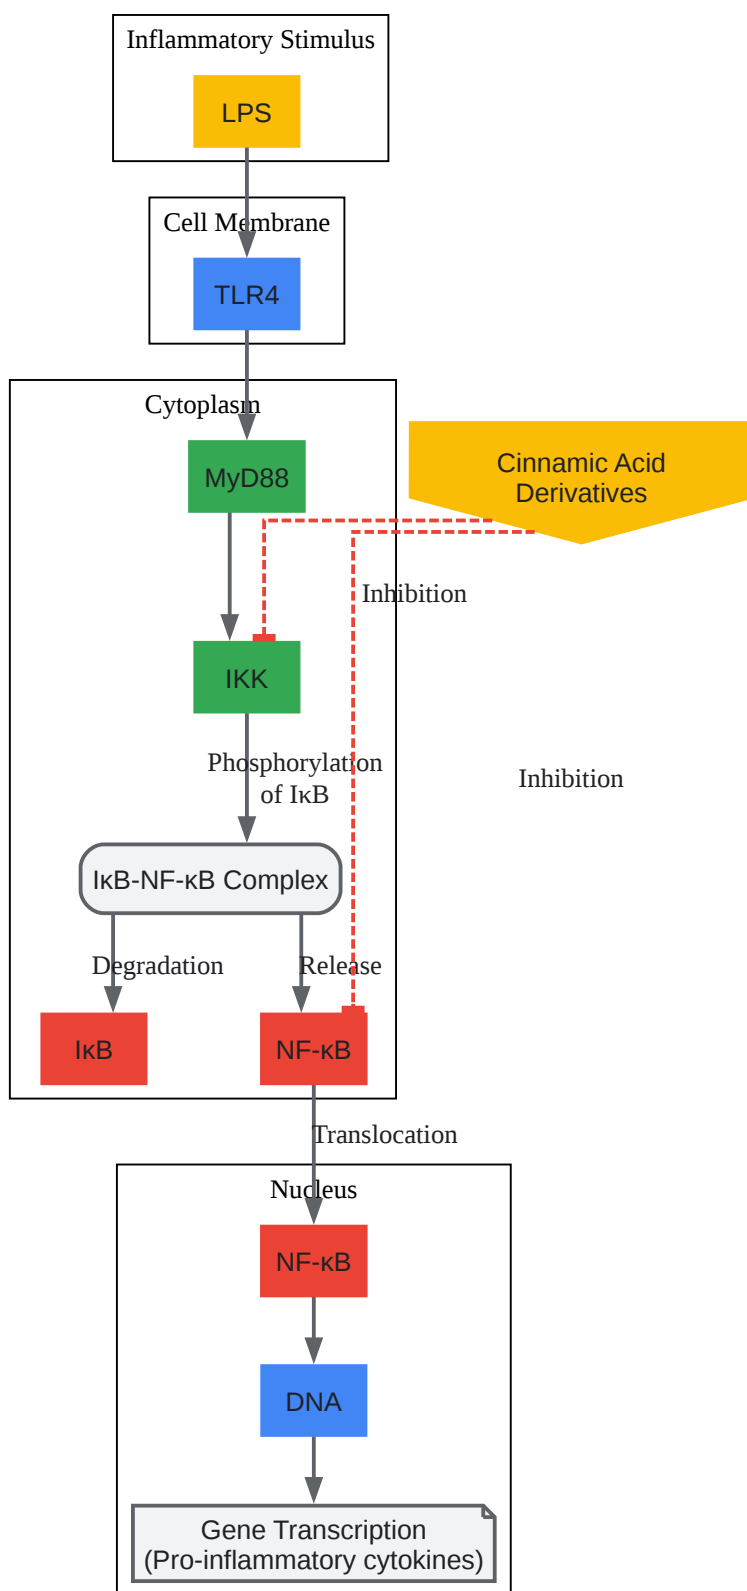 Inflammatory Stimulus
LPS
Cell Membrane
TLR4
Cytoplasm
MyD88
Cinnamic Acid
Derivatives
Inhibition
IKK
Phosphorylation
of IκB
Inhibition
IκB-NF-κB Complex
Degradation
Release
IκB
NF-κB
Translocation
Nucleus
NF-κB
DNA
Gene Transcription
(Pro-inflammatory cytokines)